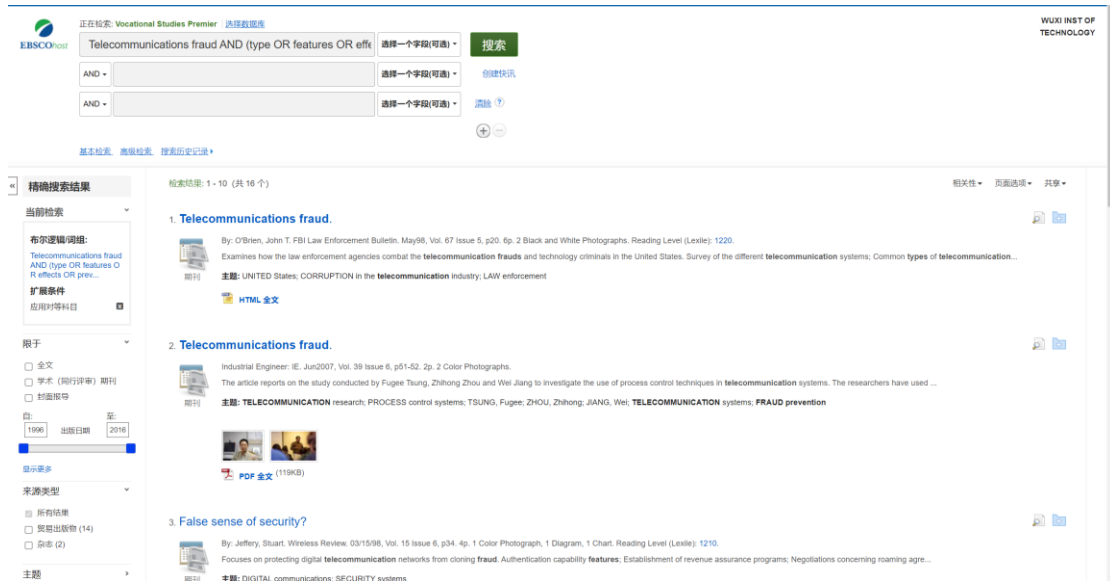 正在检索: Vocational Studies Premier 选择数据库
WUXI INST OF
TECHNOLOGY
EBSCOhost
Telecommunications fraud AND (type OR features OR effe 选择一个字段(可选) 搜索
AND 选择一个字段(可选) 创建快讯
AND 选择一个字段(可选) 清除 ?
基本检索 高级检索 搜索历史记录
« 精确搜索结果
检索结果: 1 - 10 (共 16 个)
相关性 页面选项 共享
当前检索
布尔逻辑/词组:
Telecommunications fraud
AND (type OR features O
R effects OR prev...
扩展条件
应用对等科目
限于
全文
学术（同行评审）期刊
封面报导
自: 至:
1996 出版日期 2016
显示更多
来源类型
所有结果
贸易出版物 (14)
杂志 (2)
主题
1. Telecommunications fraud.
By: O'Brien, John T. FBI Law Enforcement Bulletin. May98, Vol. 67 Issue 5, p20. 6p. 2 Black and White Photographs. Reading Level (Lexile): 1220.
Examines how the law enforcement agencies combat the telecommunication frauds and technology criminals in the United States. Survey of the different telecommunication systems; Common types of telecommunication...
期刊
主题: UNITED States; CORRUPTION in the telecommunication industry; LAW enforcement
HTML 全文
2. Telecommunications fraud.
Industrial Engineer: IE. Jun2007, Vol. 39 Issue 6, p51-52. 2p. 2 Color Photographs.
The article reports on the study conducted by Fugee Tsung, Zhihong Zhou and Wei Jiang to investigate the use of process control techniques in telecommunication systems. The researchers have used ...
期刊
主题: TELECOMMUNICATION research; PROCESS control systems; TSUNG, Fugee; ZHOU, Zhihong; JIANG, Wei; TELECOMMUNICATION systems; FRAUD prevention
PDF 全文 (119KB)
3. False sense of security?
By: Jeffery, Stuart. Wireless Review. 03/15/98, Vol. 15 Issue 6, p34. 4p. 1 Color Photograph, 1 Diagram, 1 Chart. Reading Level (Lexile): 1210.
Focuses on protecting digital telecommunication networks from cloning fraud. Authentication capability features; Establishment of revenue assurance programs; Negotiations concerning roaming agre...
期刊
主题: DIGITAL communications; SECURITY systems